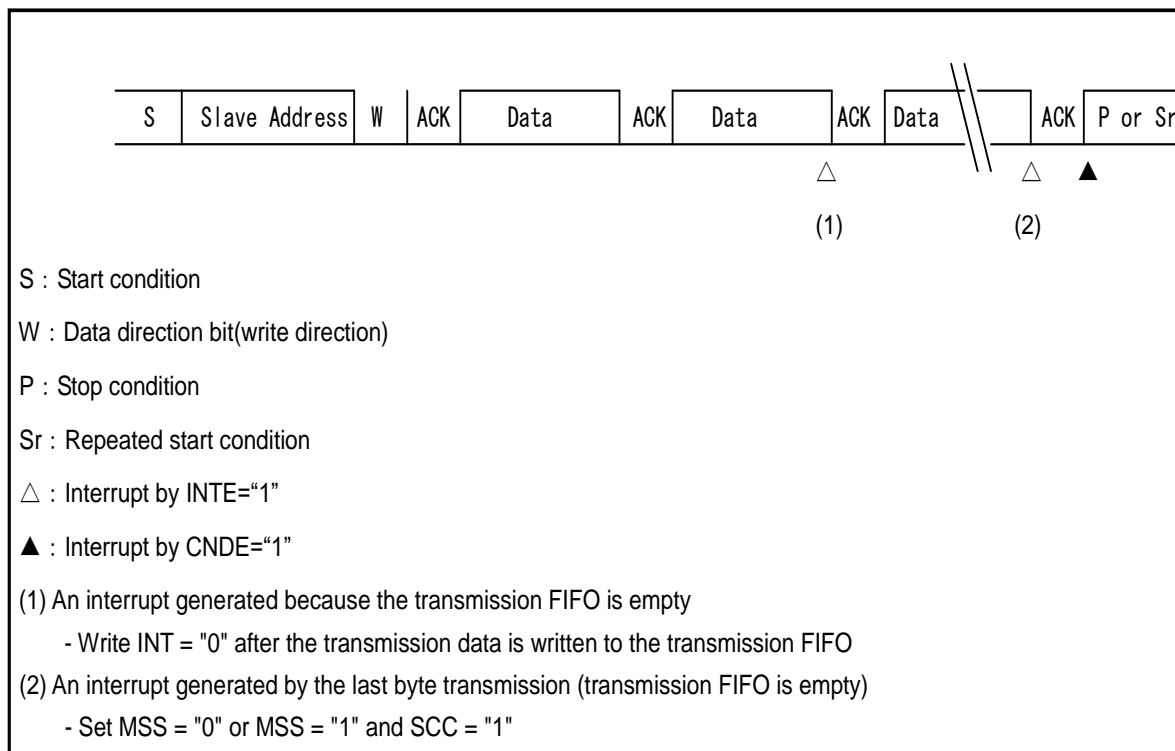 S Slave Address W ACK Data ACK Data ACK Data ACK P or Sr
△ △ ▲
(1) (2)
S : Start condition
W : Data direction bit(write direction)
P : Stop condition
Sr : Repeated start condition
△ : Interrupt by INTE=“1”
▲ : Interrupt by CNDE=“1”
(1) An interrupt generated because the transmission FIFO is empty
- Write INT = "0" after the transmission data is written to the transmission FIFO
(2) An interrupt generated by the last byte transmission (transmission FIFO is empty)
- Set MSS = "0" or MSS = "1" and SCC = "1"